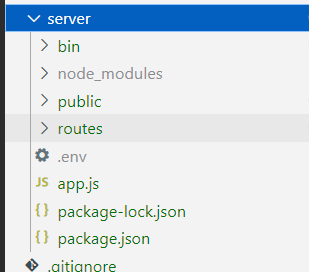 server
bin
node_modules
public
routes
.env
JS app.js
{} package-lock.json
{} package.json
.gitignore